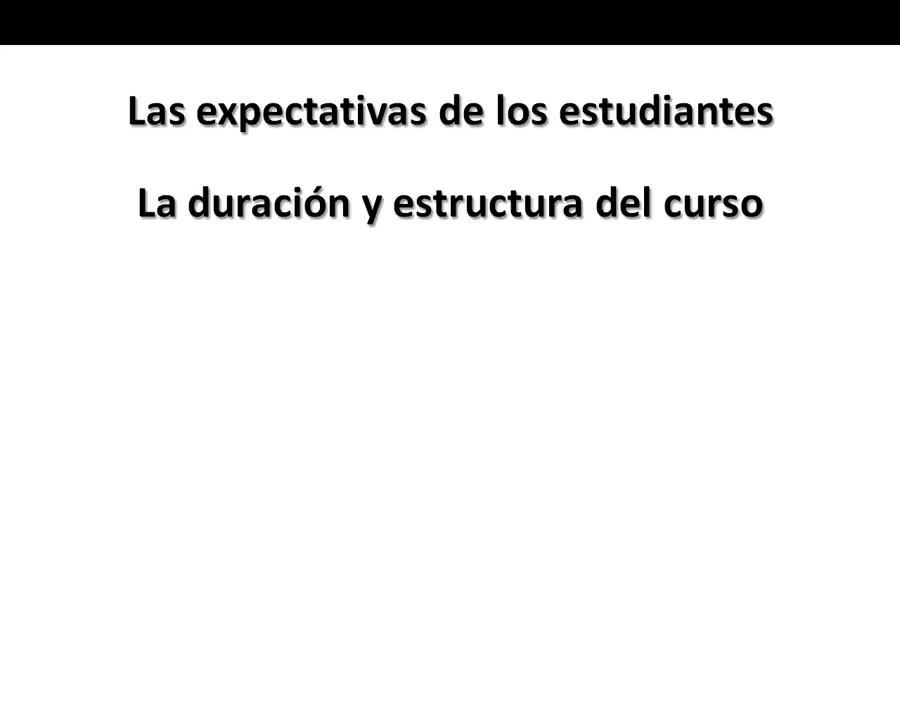 Las expectativas de los estudiantes
La duración y estructura del curso